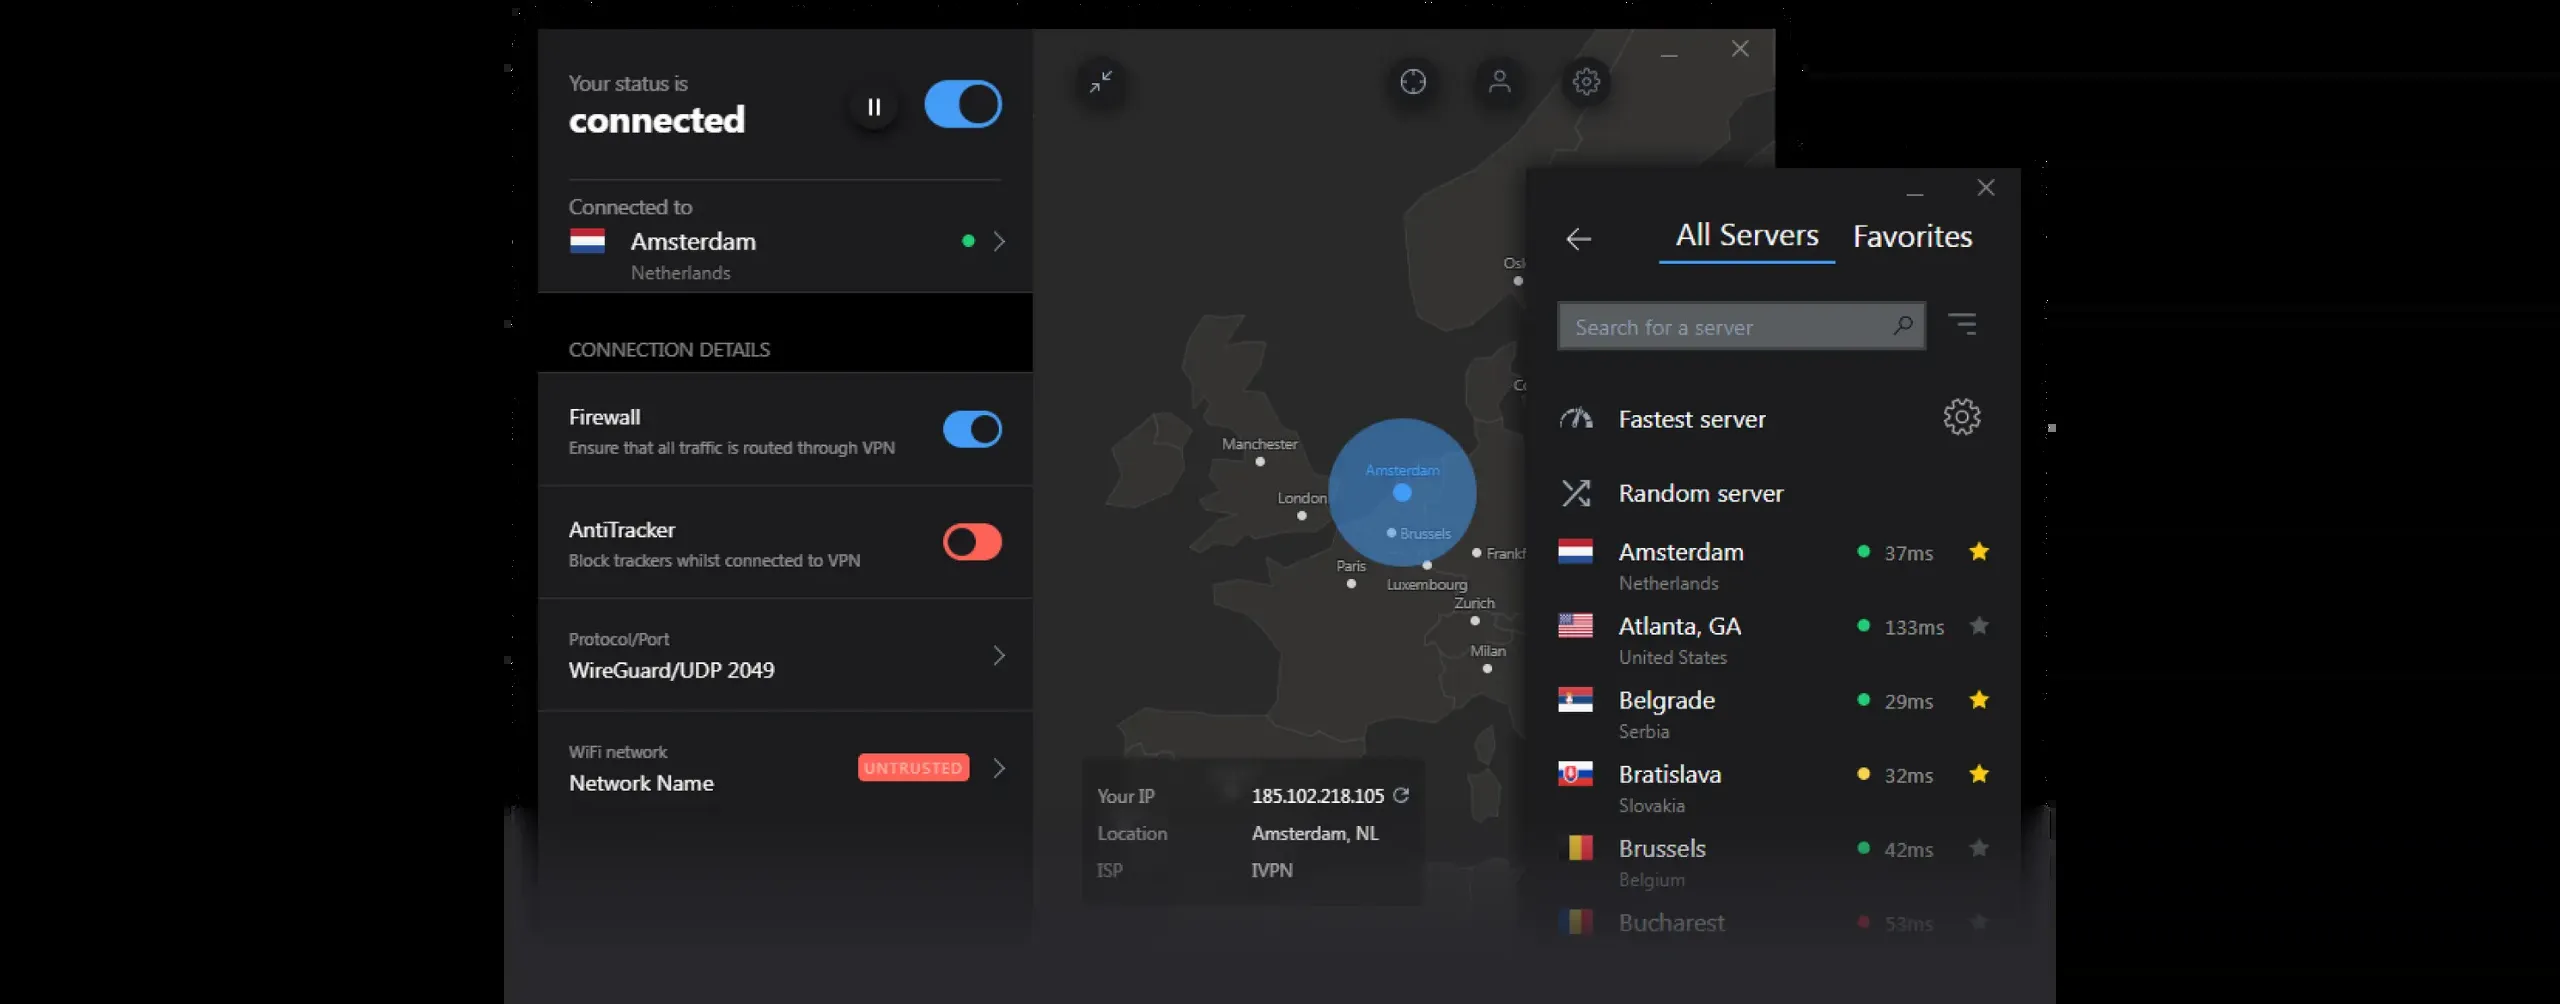 Your status is
connected
Connected to
Amsterdam
Netherlands
CONNECTION DETAILS
Firewall
Ensure that all traffic is routed through VPN
AntiTracker
Block trackers whilst connected to VPN
Protocol/Port
WireGuard/UDP 2049
WiFi network
Network Name
UNTRUSTED
Manchester
London
Amsterdam
Brussels
Paris
Luxembourg
Zurich
Milan
Your IP 185.102.218.105
Location Amsterdam, NL
ISP IVPN
All Servers Favorites
Search for a server
Fastest server
Random server
Amsterdam 37ms
Netherlands
Atlanta, GA 133ms
United States
Belgrade 29ms
Serbia
Bratislava 32ms
Slovakia
Brussels 42ms
Belgium
Bucharest 53ms